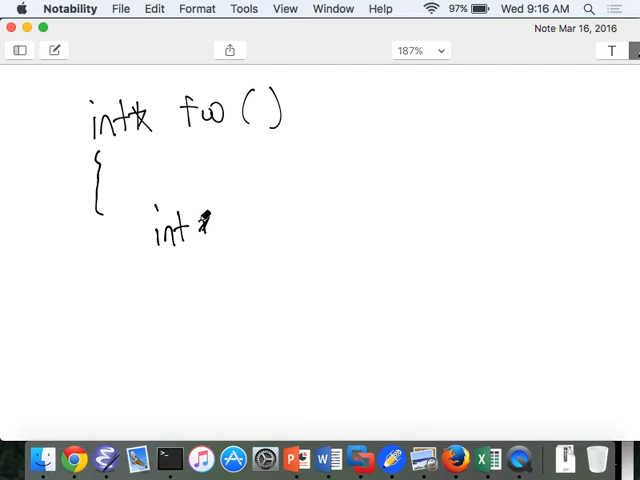 Notability File Edit Format Tools View Window Help 97% Wed 9:16 AM
Note Mar 16, 2016
187% T
int* foo ( )
{
int *